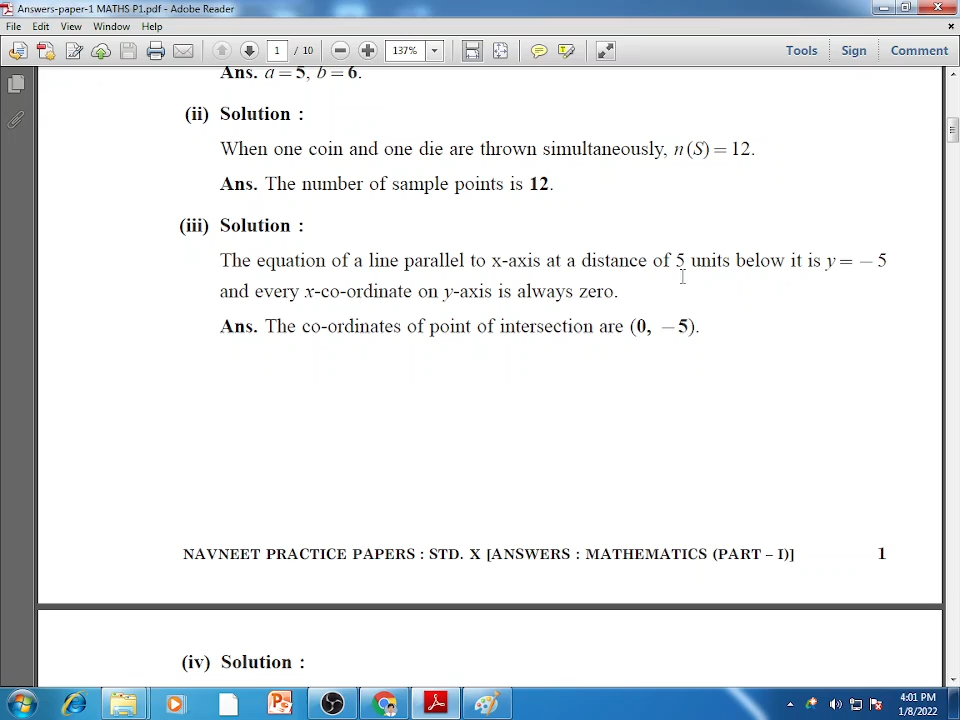 Answers-paper-1 MATHS P1.pdf - Adobe Reader
File Edit View Window Help
1 / 10 137% Tools Sign Comment
Ans. a = 5, b = 6.
(ii) Solution :
When one coin and one die are thrown simultaneously, n (S) = 12.
Ans. The number of sample points is 12.
(iii) Solution :
The equation of a line parallel to x-axis at a distance of 5 units below it is y = − 5
and every x-co-ordinate on y-axis is always zero.
Ans. The co-ordinates of point of intersection are (0, − 5).
NAVNEET PRACTICE PAPERS : STD. X [ANSWERS : MATHEMATICS (PART – I)] 1
(iv) Solution :
4:01 PM
1/8/2022